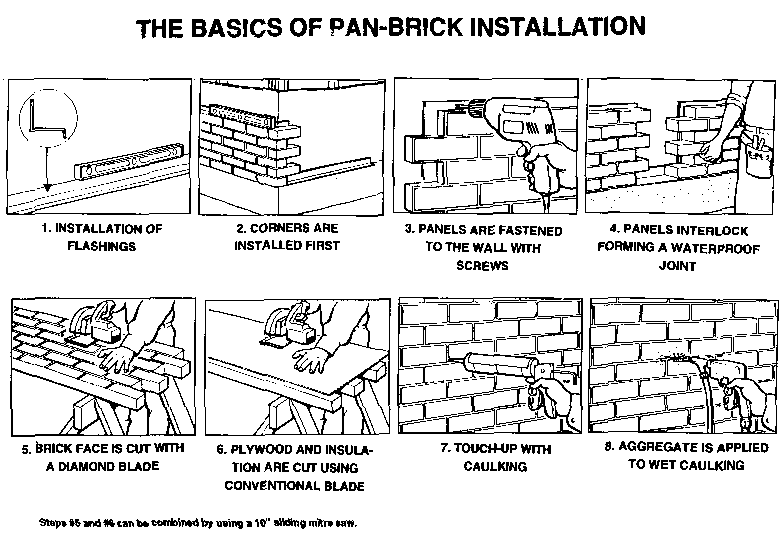 THE BASICS OF PAN-BRICK INSTALLATION
1. INSTALLATION OF
FLASHINGS
2. CORNERS ARE
INSTALLED FIRST
3. PANELS ARE FASTENED
TO THE WALL WITH
SCREWS
4. PANELS INTERLOCK
FORMING A WATERPROOF
JOINT
5. BRICK FACE IS CUT WITH
A DIAMOND BLADE
6. PLYWOOD AND INSULA-
TION ARE CUT USING
CONVENTIONAL BLADE
7. TOUCH-UP WITH
CAULKING
8. AGGREGATE IS APPLIED
TO WET CAULKING
Steps #5 and #6 can be combined by using a 10" sliding mitre saw.